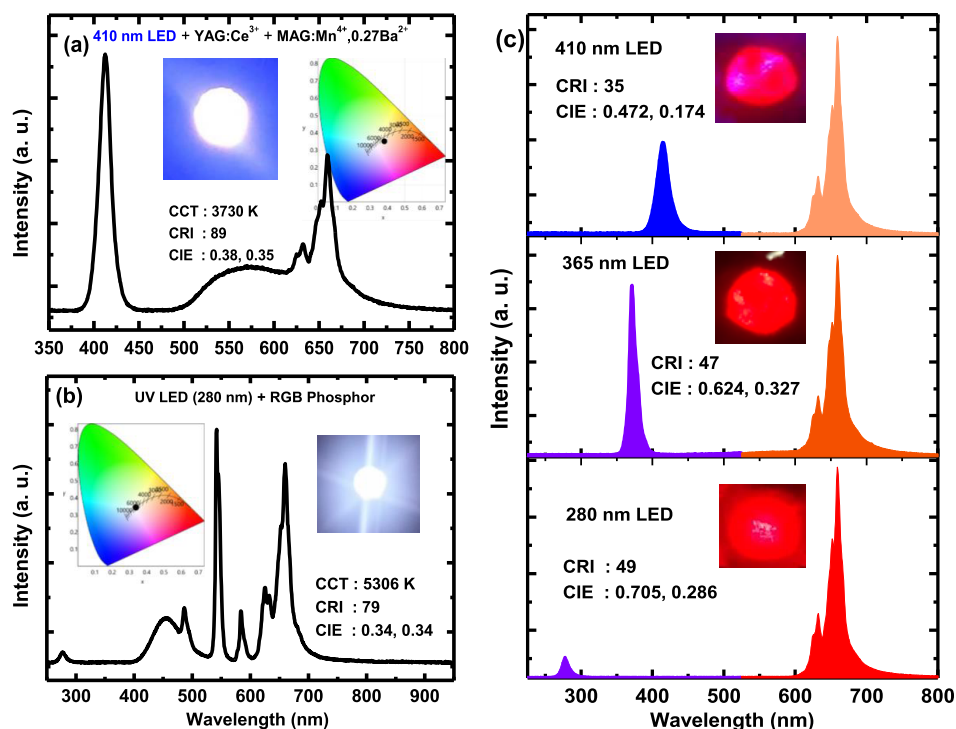 (a)
410 nm LED + YAG:Ce3+ + MAG:Mn4+,0.27Ba2+
CCT : 3730 K
CRI : 89
CIE : 0.38, 0.35
Intensity (a. u.)
350 400 450 500 550 600 650 700 750 800
(b)
UV LED (280 nm) + RGB Phosphor
CCT : 5306 K
CRI : 79
CIE : 0.34, 0.34
Intensity (a. u.)
300 400 500 600 700 800 900
Wavelength (nm)
(c)
410 nm LED
CRI : 35
CIE : 0.472, 0.174
365 nm LED
CRI : 47
CIE : 0.624, 0.327
280 nm LED
CRI : 49
CIE : 0.705, 0.286
Intensity (a. u.)
300 400 500 600 700 800
Wavelength (nm)